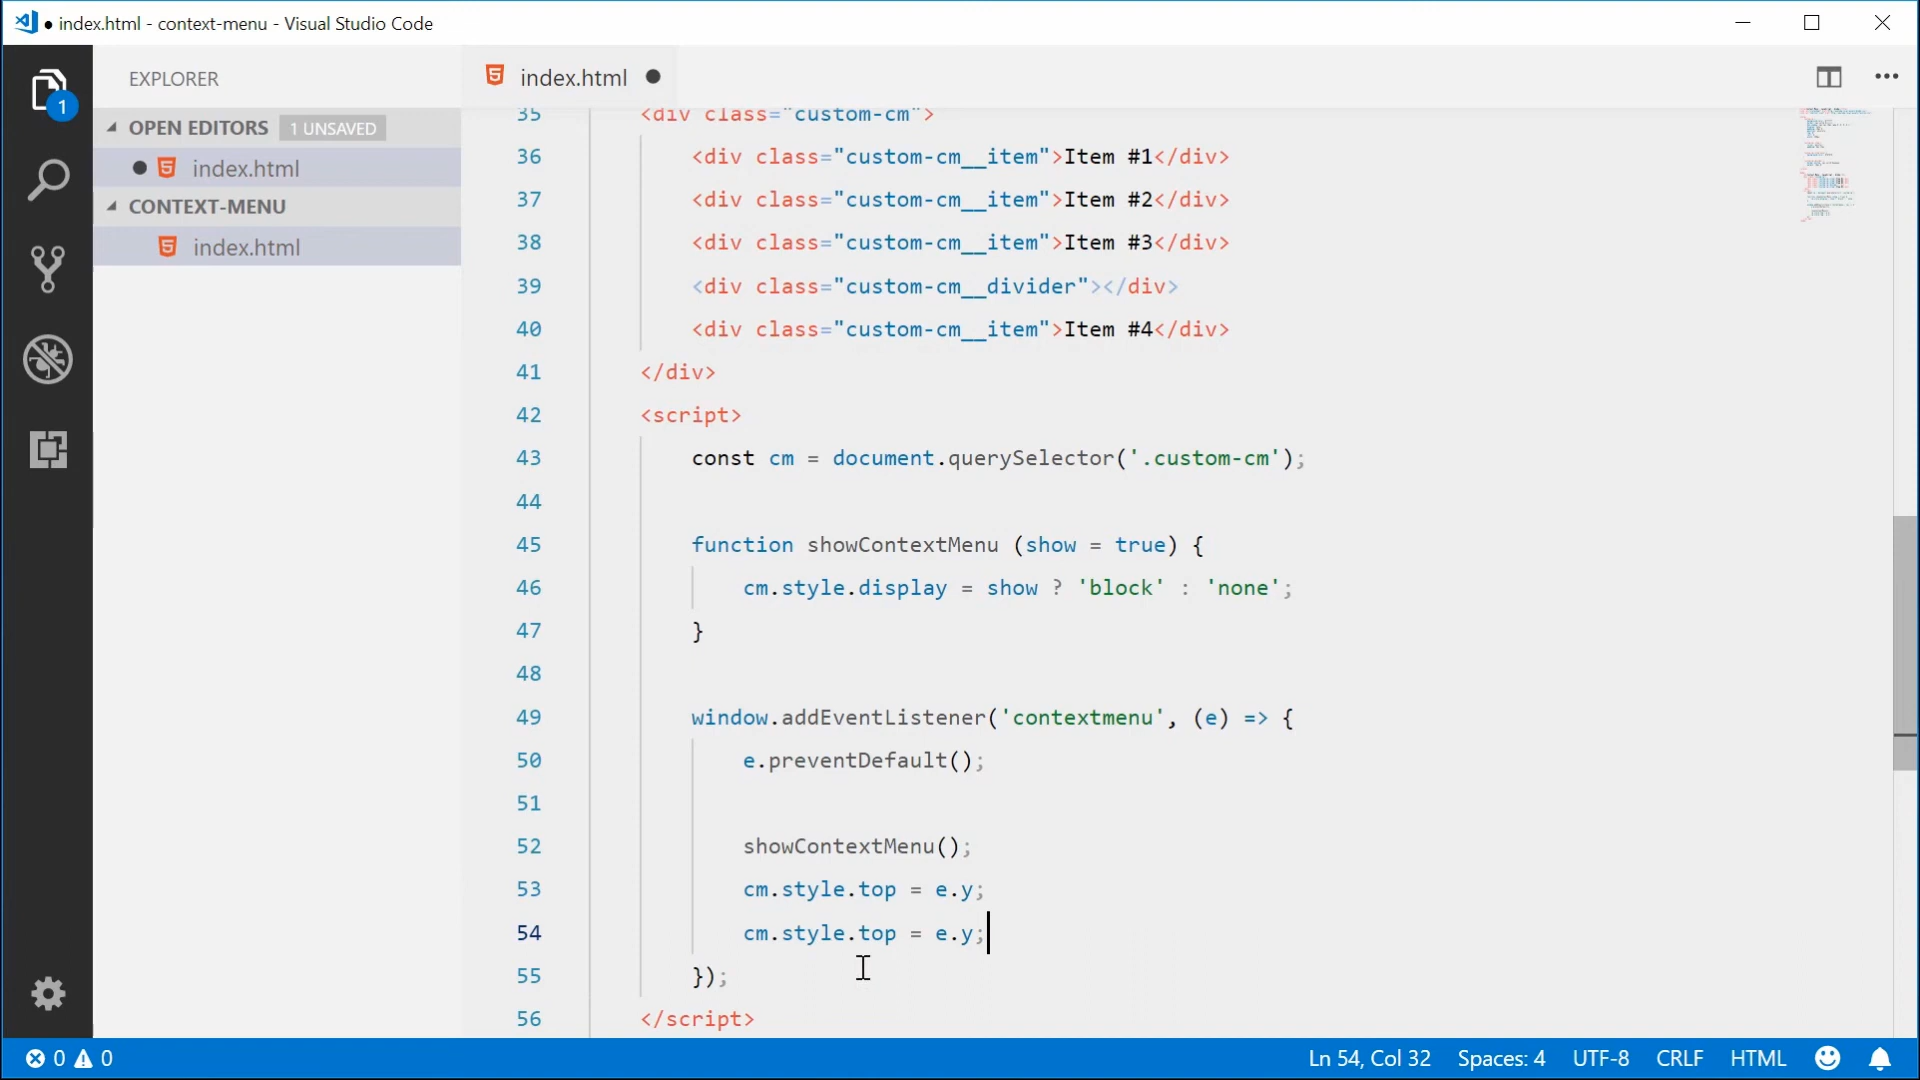 index.html - context-menu - Visual Studio Code
EXPLORER
OPEN EDITORS 1 UNSAVED
index.html
CONTEXT-MENU
index.html
1
index.html
35 <div class="custom-cm">
36 <div class="custom-cm__item">Item #1</div>
37 <div class="custom-cm__item">Item #2</div>
38 <div class="custom-cm__item">Item #3</div>
39 <div class="custom-cm__divider"></div>
40 <div class="custom-cm__item">Item #4</div>
41 </div>
42 <script>
43 const cm = document.querySelector('.custom-cm');
44
45 function showContextMenu (show = true) {
46 cm.style.display = show ? 'block' : 'none';
47 }
48
49 window.addEventListener('contextmenu', (e) => {
50 e.preventDefault();
51
52 showContextMenu();
53 cm.style.top = e.y;
54 cm.style.top = e.y;
55 });
56 </script>
0 0 Ln 54, Col 32 Spaces: 4 UTF-8 CRLF HTML